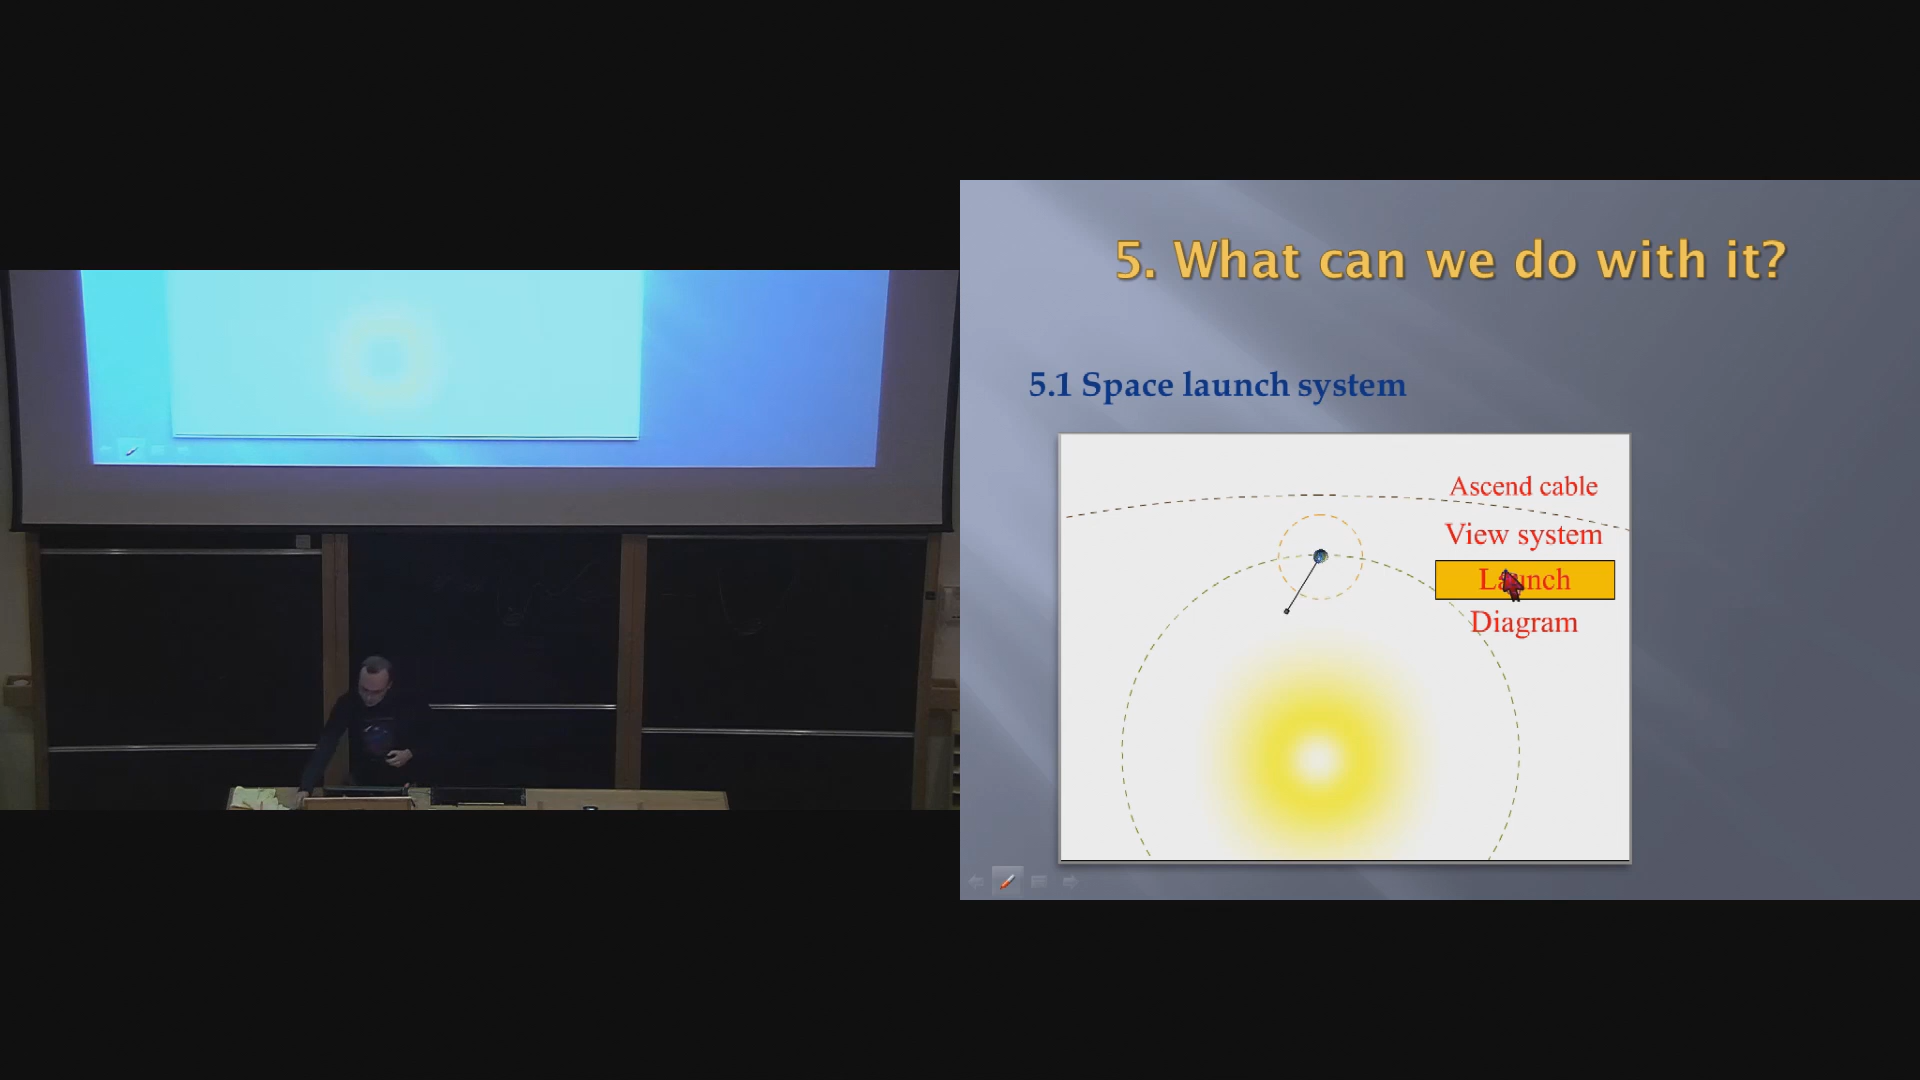 5. What can we do with it?
5.1 Space launch system
Ascend cable
View system
Launch
Diagram